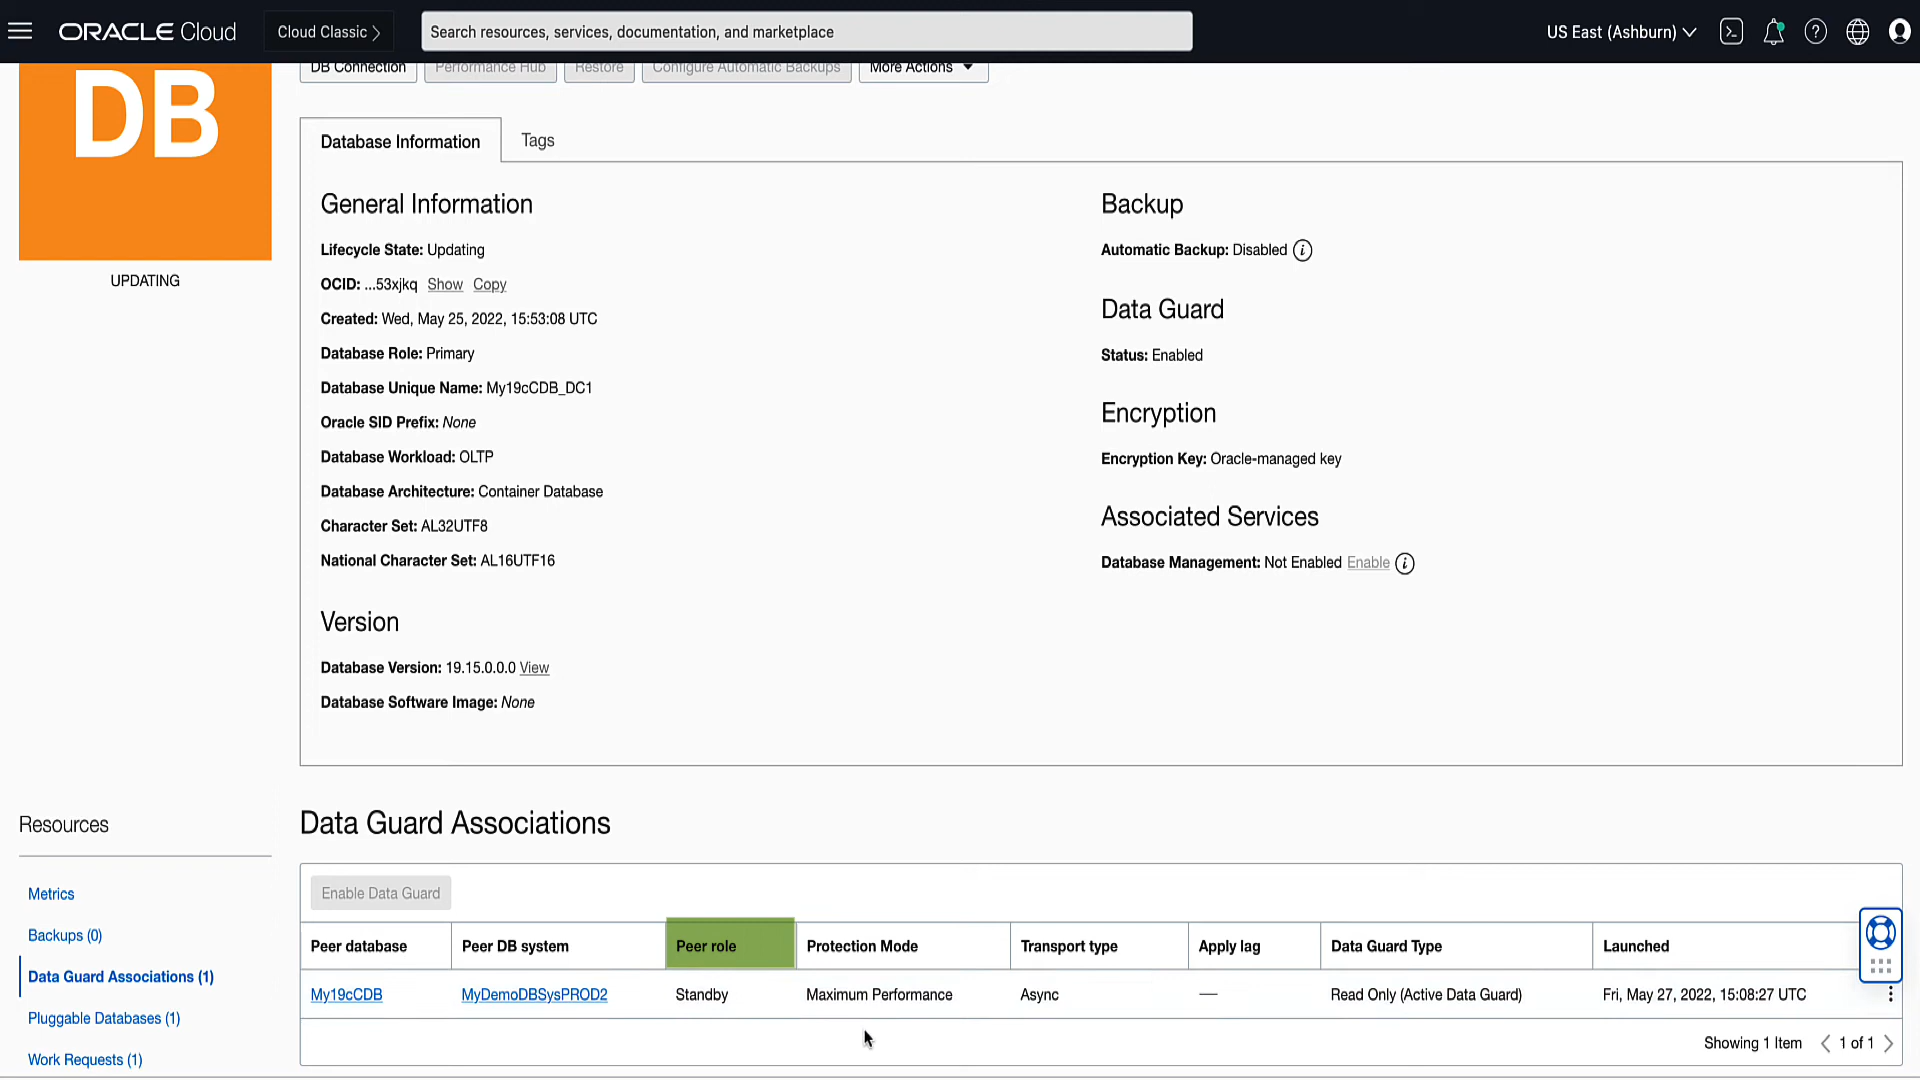 ORACLE Cloud
Cloud Classic
Search resources, services, documentation, and marketplace
US East (Ashburn)
DB
UPDATING
DB Connection
Performance Hub
Restore
Configure Automatic Backups
More Actions
Database Information
Tags
General Information
Lifecycle State: Updating
OCID: ...53xjkq Show Copy
Created: Wed, May 25, 2022, 15:53:08 UTC
Database Role: Primary
Database Unique Name: My19cCDB_DC1
Oracle SID Prefix: None
Database Workload: OLTP
Database Architecture: Container Database
Character Set: AL32UTF8
National Character Set: AL16UTF16
Version
Database Version: 19.15.0.0.0 View
Database Software Image: None
Backup
Automatic Backup: Disabled
Data Guard
Status: Enabled
Encryption
Encryption Key: Oracle-managed key
Associated Services
Database Management: Not Enabled Enable
Resources
Metrics
Backups (0)
Data Guard Associations (1)
Pluggable Databases (1)
Work Requests (1)
Data Guard Associations
Enable Data Guard
Peer database Peer DB system Peer role Protection Mode Transport type Apply lag Data Guard Type Launched
My19cCDB MyDemoDBSysPROD2 Standby Maximum Performance Async — Read Only (Active Data Guard) Fri, May 27, 2022, 15:08:27 UTC
Showing 1 Item 1 of 1